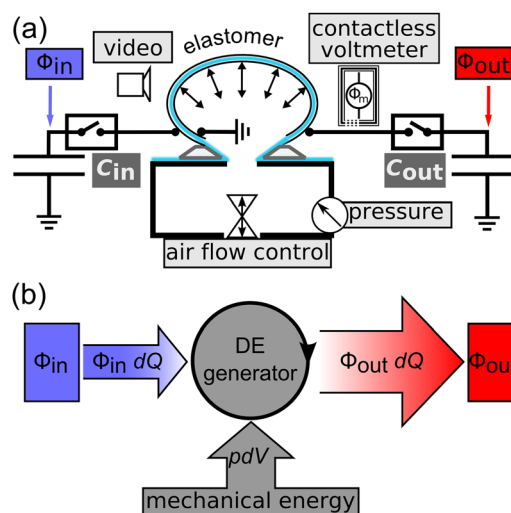 (a)
Φin
video
elastomer
contactless
voltmeter
Φm
Φout
Cin
Cout
pressure
air flow control
(b)
Φin
Φin dQ
DE
generator
Φout dQ
Φou
pdV
mechanical energy